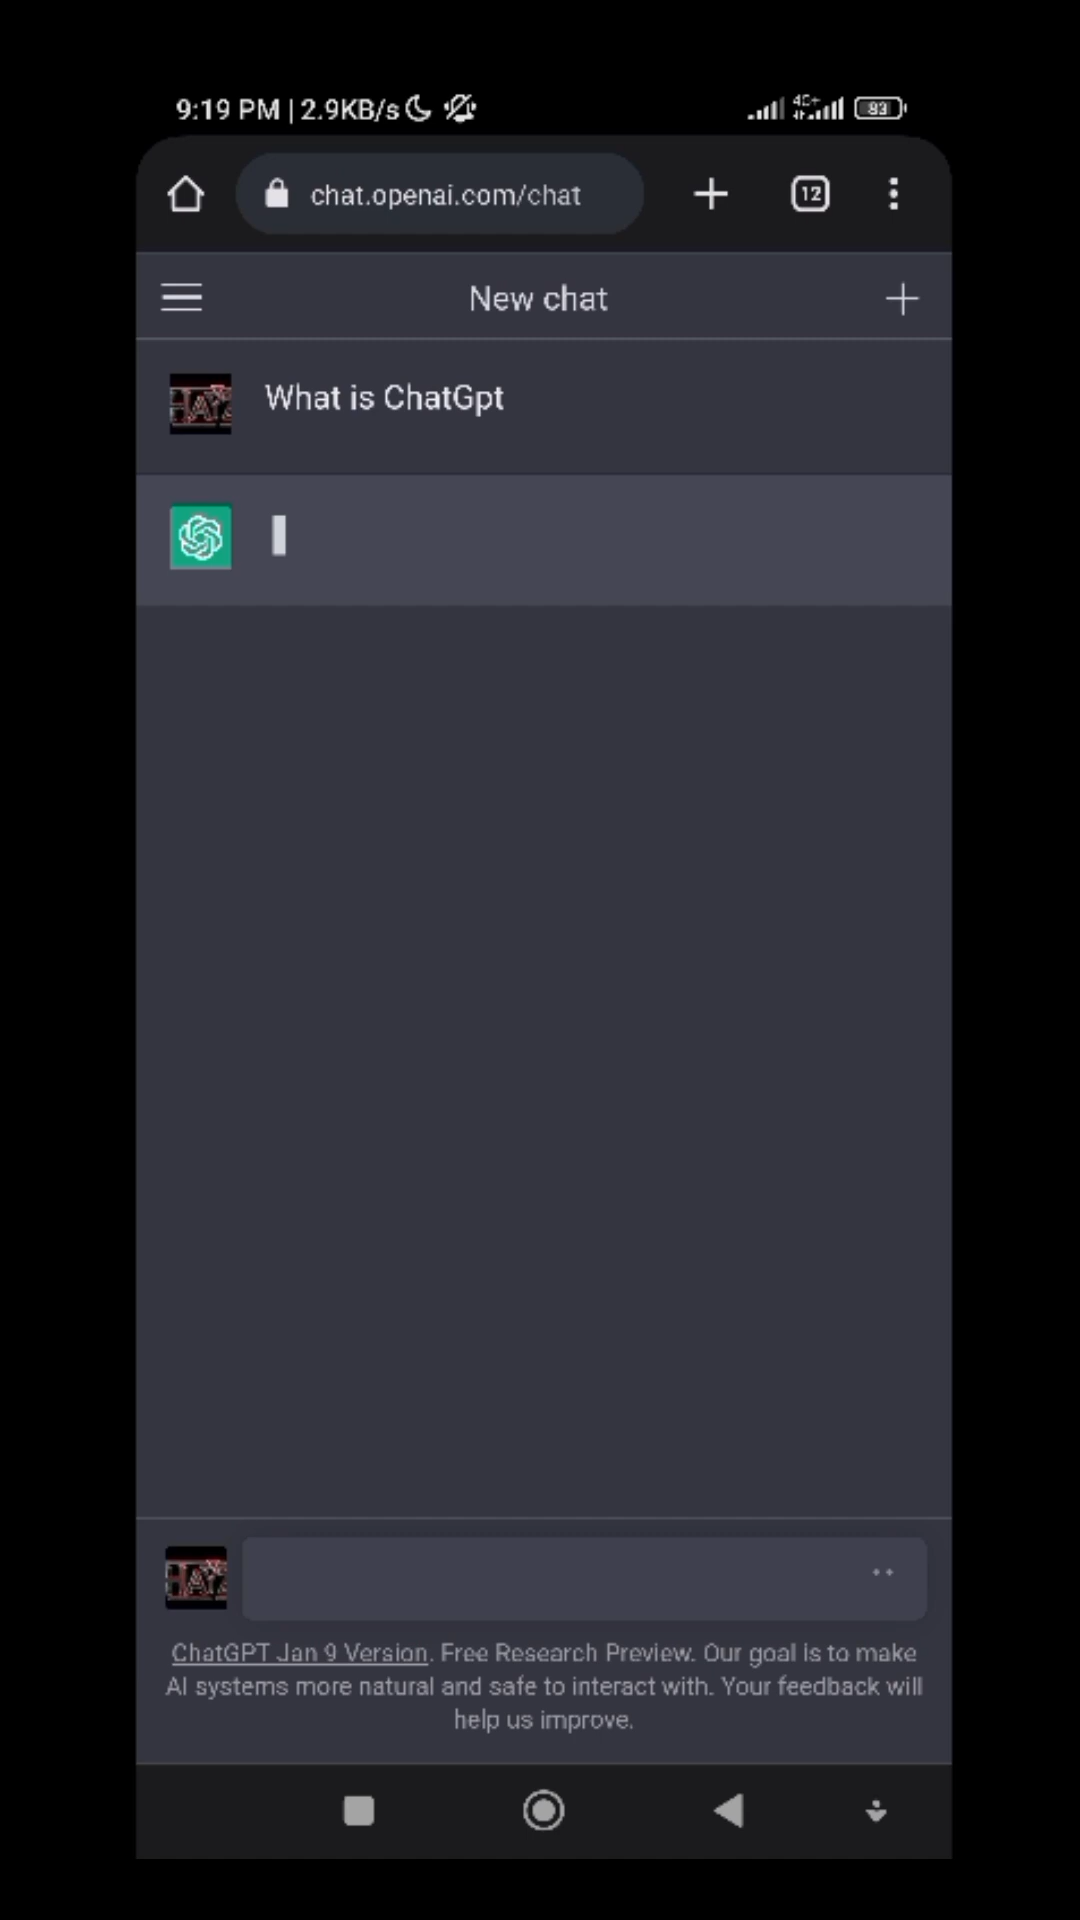 9:19 PM | 2.9KB/s 4G+ 83
chat.openai.com/chat 12
New chat
What is ChatGpt
ChatGPT Jan 9 Version. Free Research Preview. Our goal is to make
AI systems more natural and safe to interact with. Your feedback will
help us improve.